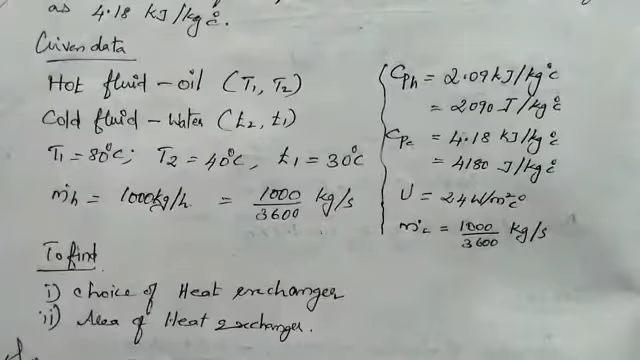 as 4.18 kJ/kg°C.
Given data
Hot fluid - oil (T1, T2)
Cold fluid - Water (t2, t1)
T1 = 80°C; T2 = 40°C, t1 = 30°C
ṁh = 1000kg/h = 1000/3600 kg/s
CPh = 2.09 kJ/kg°C
= 2090 J/kg°C
CPc = 4.18 kJ/kg°C
= 4180 J/kg°C
U = 24 W/m²C°
ṁc = 1000/3600 kg/s
To find
i) Choice of Heat exchanger
ii) Area of Heat exchanger.